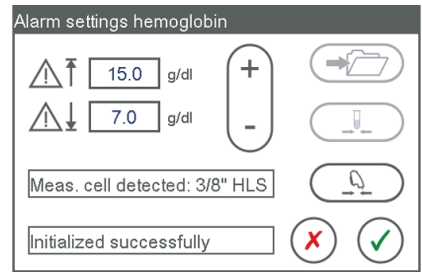 Alarm settings hemoglobin
15.0 g/dl
+
7.0 g/dl
-
Meas. cell detected: 3/8" HLS
Initialized successfully